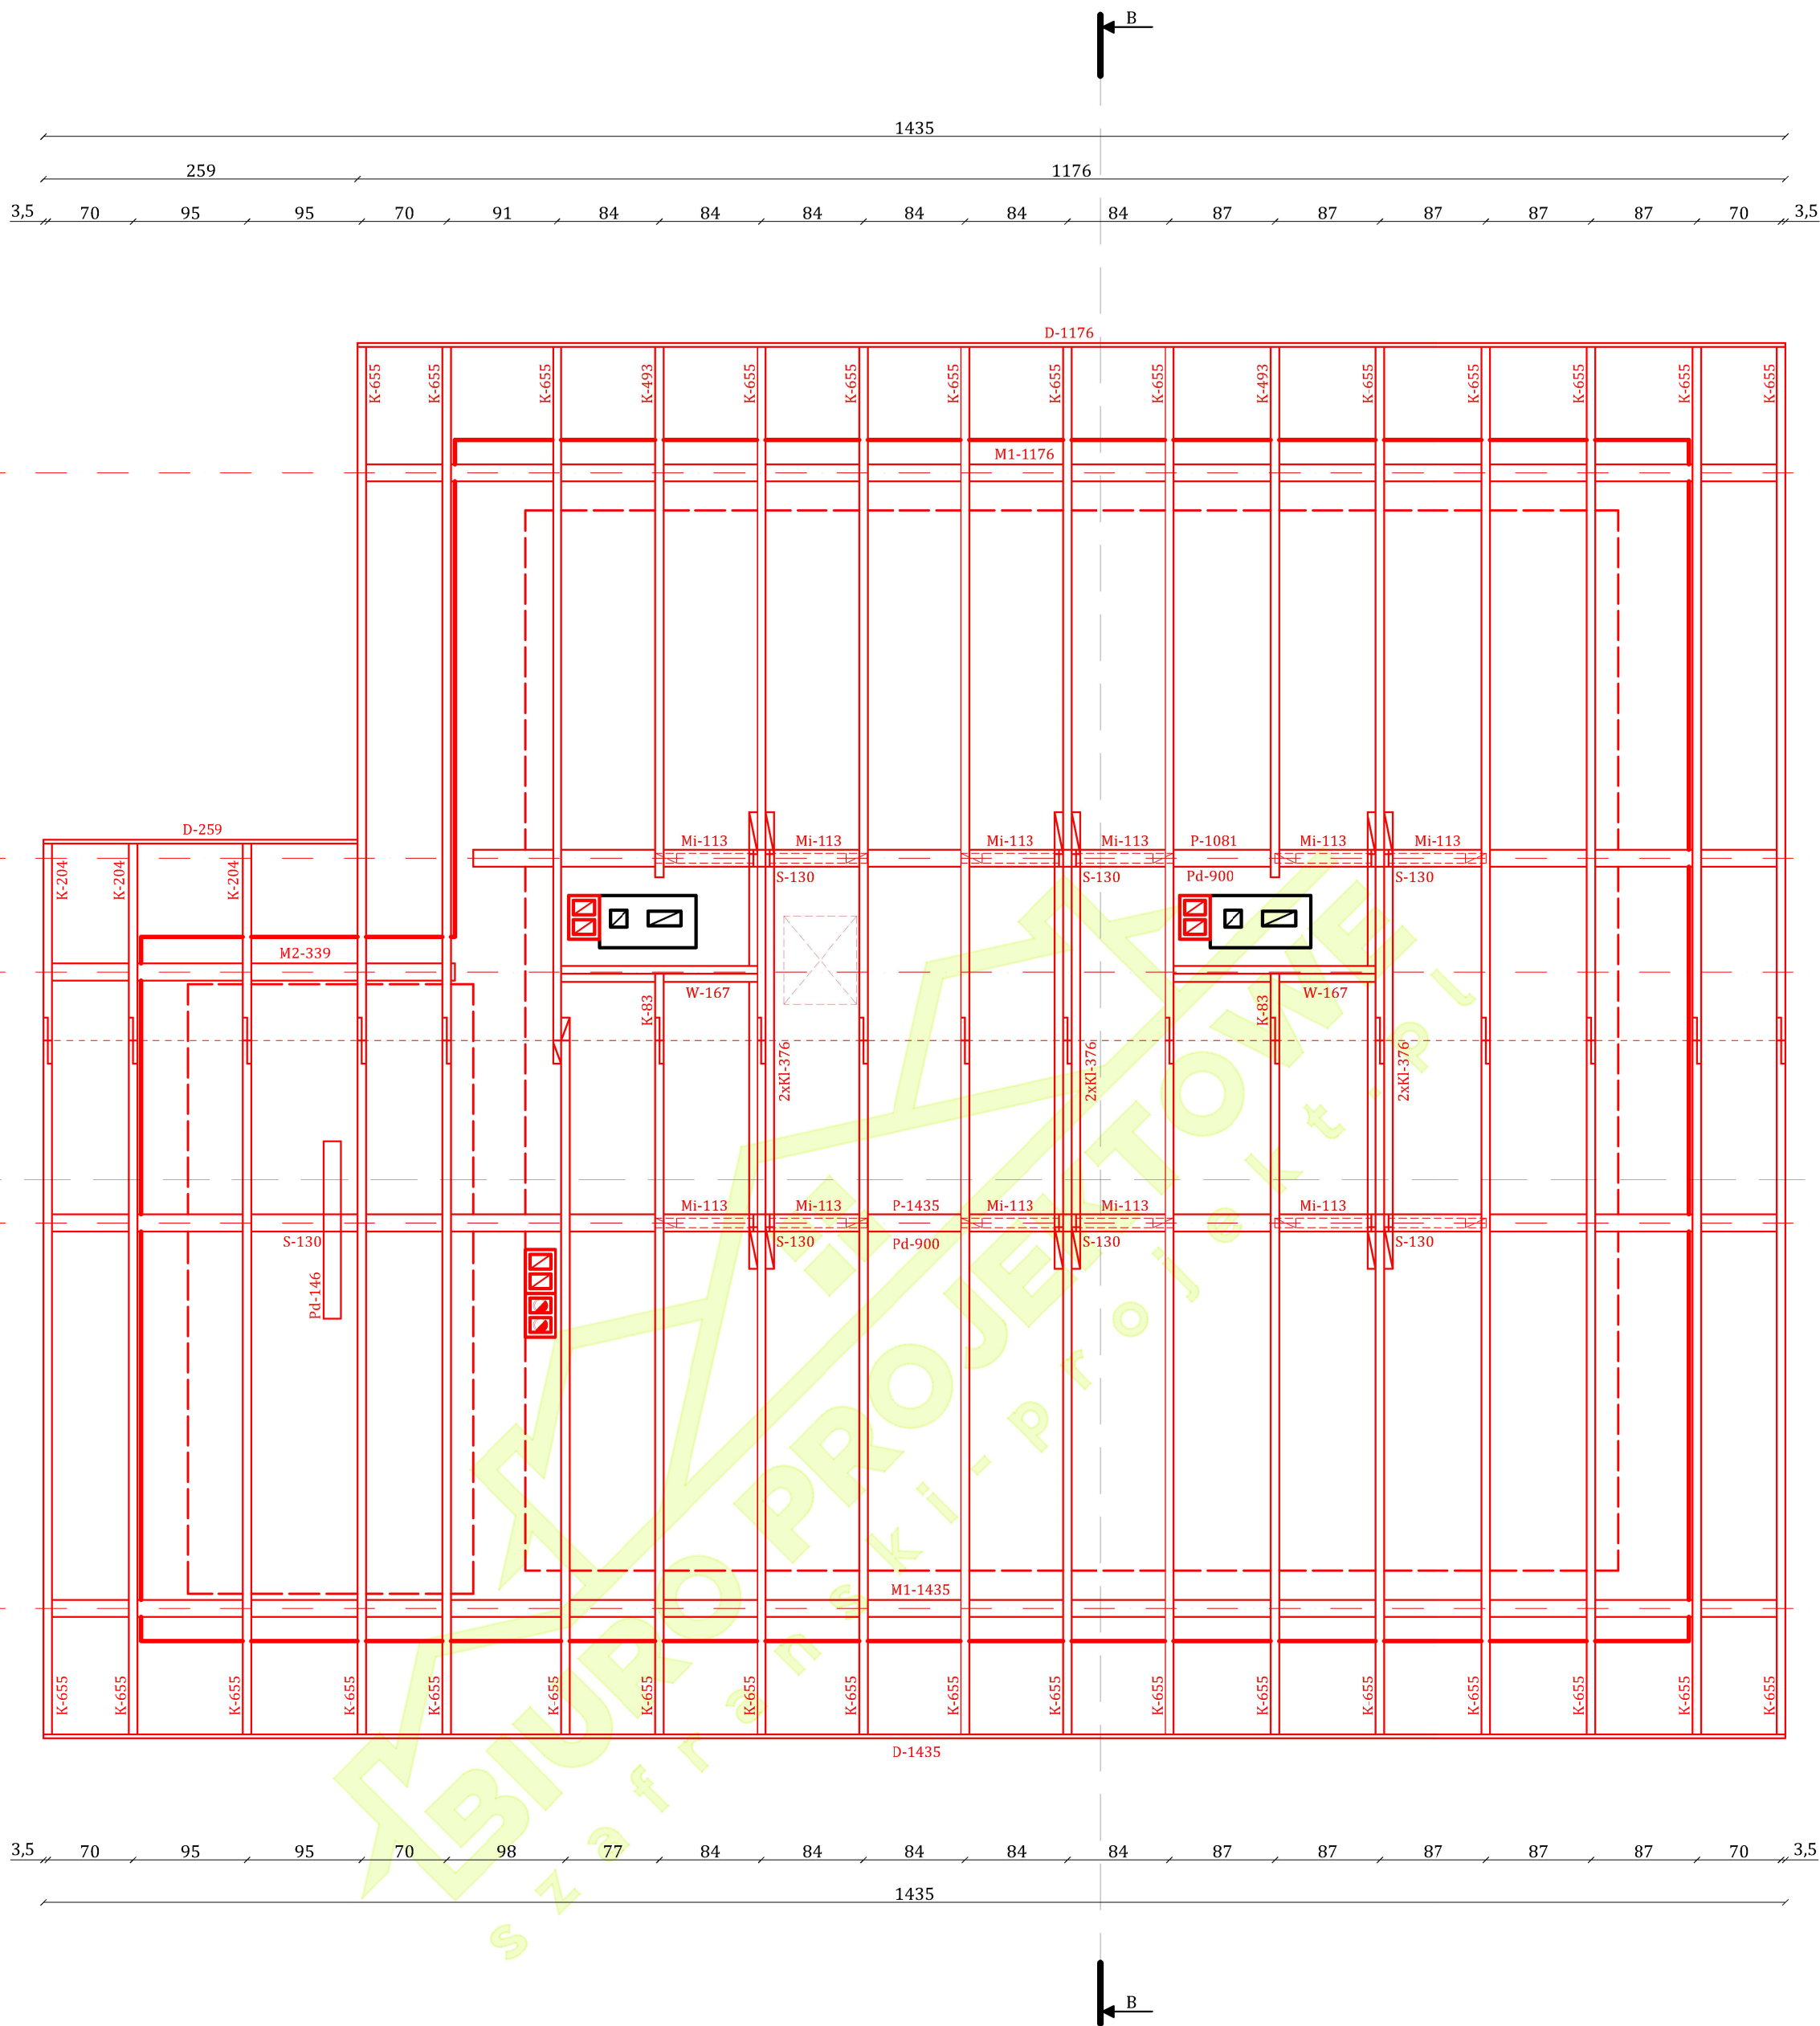 B
1435
259 1176
3,5 70 95 95 70 91 84 84 84 84 84 84 87 87 87 87 87 70 3,5
D-1176
K-655 K-655 K-655 K-493 K-655 K-655 K-655 K-655 K-655 K-493 K-655 K-655 K-655 K-655 K-655
M1-1176
D-259
Mi-113 Mi-113 Mi-113 Mi-113 P-1081 Mi-113 Mi-113
K-204 K-204 K-204
S-130 S-130 Pd-900 S-130
M2-339
W-167 W-167
K-83 K-83
2xKl-376 2xKl-376 2xKl-376
Mi-113 Mi-113 P-1435 Mi-113 Mi-113 Mi-113
S-130 S-130 Pd-900 S-130 S-130
Pd-146
M1-1435
K-655 K-655 K-655 K-655 K-655 K-655 K-655 K-655 K-655 K-655 K-655 K-655 K-655 K-655 K-655 K-655 K-655 K-655
D-1435
BIURO PROJEKTOWE
szafranski-projekt.pl
3,5 70 95 95 70 98 77 84 84 84 84 84 87 87 87 87 87 70 3,5
1435
B